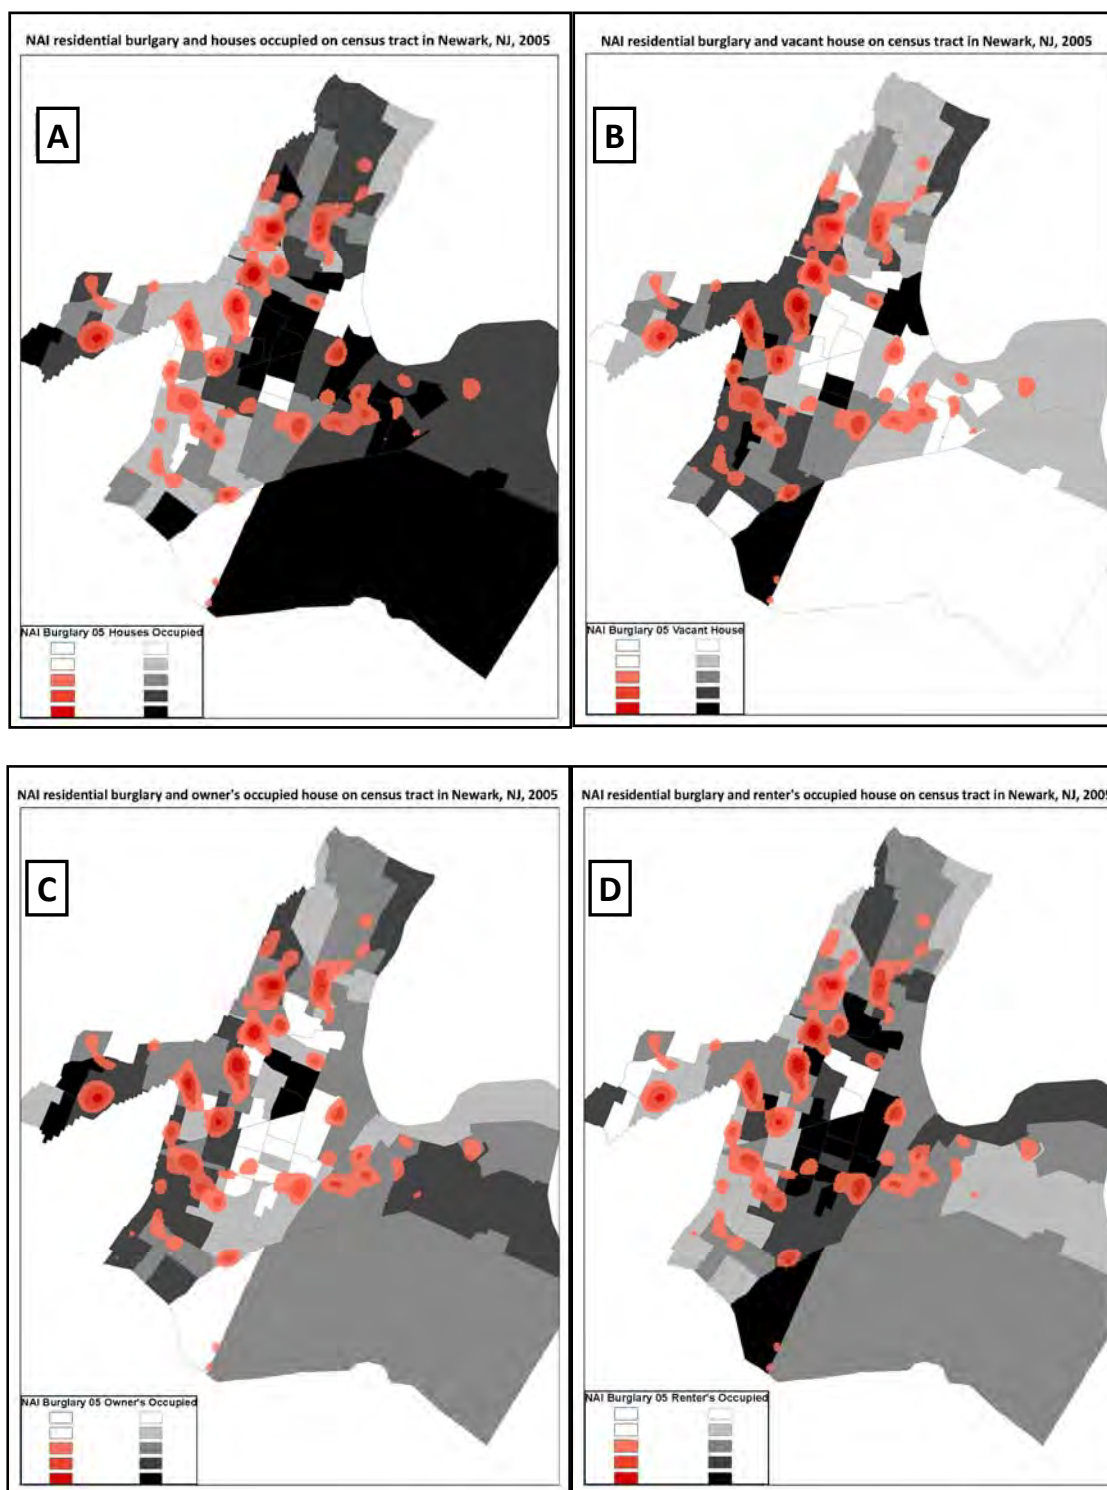 NAI residential burlgary and houses occupied on census tract in Newark, NJ, 2005
A
NAI Burglary 05 Houses Occupied
NAI residential burglary and vacant house on census tract in Newark, NJ, 2005
B
NAI Burglary 05 Vacant House
NAI residential burglary and owner's occupied house on census tract in Newark, NJ, 2005
C
NAI Burglary 05 Owner's Occupied
NAI residential burglary and renter's occupied house on census tract in Newark, NJ, 2005
D
NAI Burglary 05 Renter's Occupied